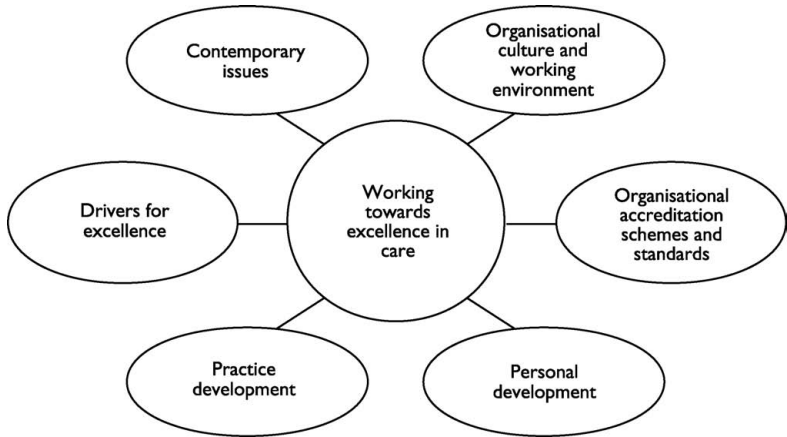 Contemporary
issues
Organisational
culture and
working
environment
Drivers for
excellence
Working
towards
excellence in
care
Organisational
accreditation
schemes and
standards
Practice
development
Personal
development